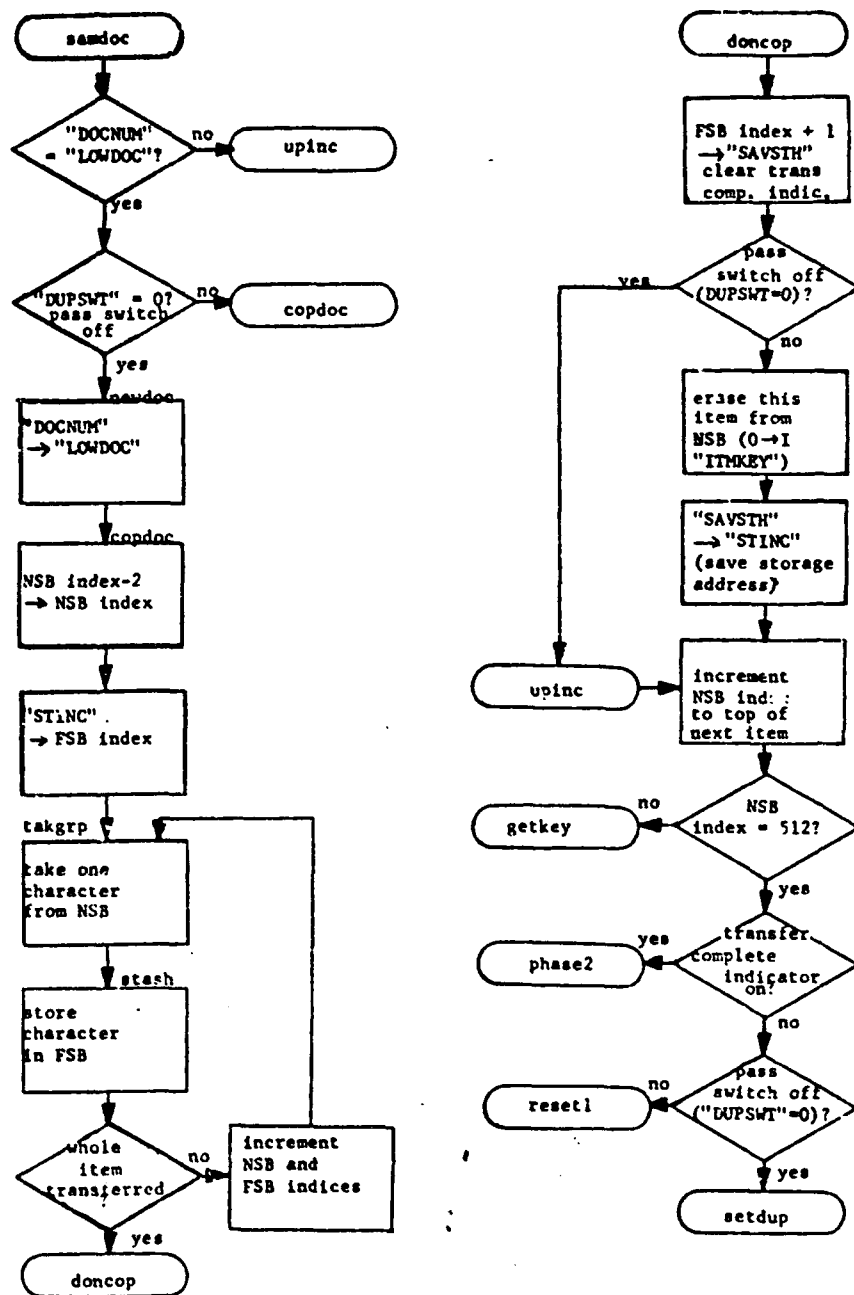 samdoc
"DOCNUM"
= "LOWDOC"?
no
upinc
yes
"DUPSWT" = 0?
pass switch
off
no
copdoc
yes
newdoc
"DOCNUM"
→ "LOWDOC"
copdoc
NSB index-2
→ NSB index
"STINC"
→ FSB index
takgrp
take one
character
from NSB
stash
store
character
in FSB
whole
item
transferred
?
no
increment
NSB and
FSB indices
yes
doncop
doncop
FSB index + 1
→ "SAVSTH"
clear trans
comp. indic.
pass
switch off
(DUPSWT=0)?
yes
no
erase this
item from
NSB (0→I
"ITMKEY")
"SAVSTH"
→ "STINC"
(save storage
address)
upinc
increment
NSB ind
to top of
next item
NSB
index = 512?
no
getkey
yes
transfer
complete
indicator
on?
yes
phase2
no
pass
switch off
("DUPSWT"=0)?
no
reset1
yes
setdup